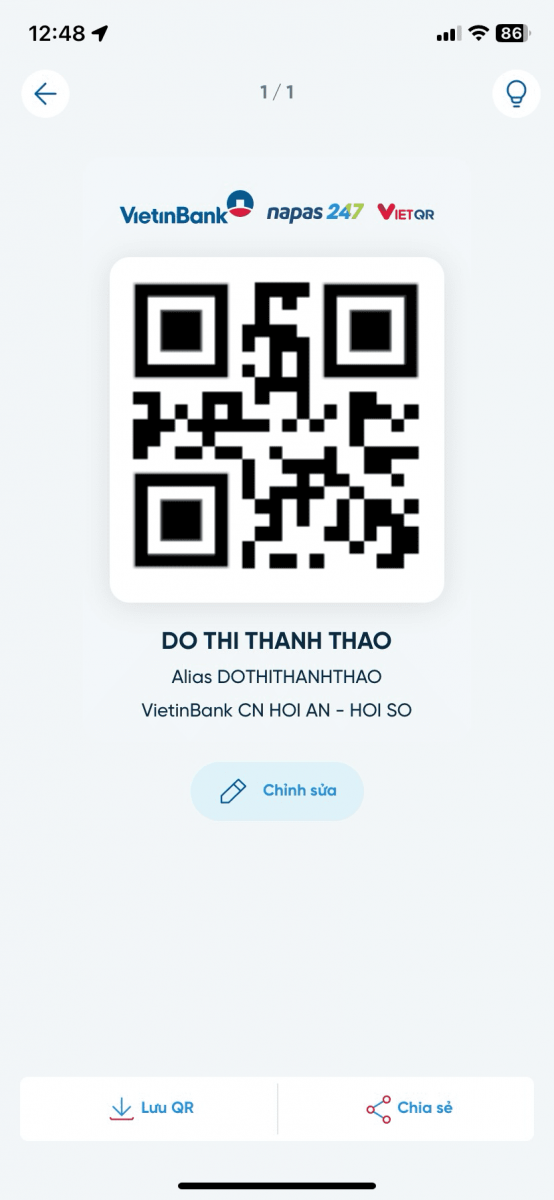 12:48
86
1 / 1
VietinBank napas 247 VIETQR
DO THI THANH THAO
Alias DOTHITHANHTHAO
VietinBank CN HOI AN - HOI SO
Chỉnh sửa
Lưu QR
Chia sẻ